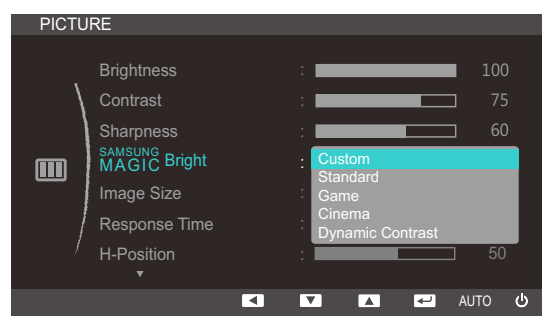 PICTURE
Brightness : 100
Contrast : 75
Sharpness : 60
SAMSUNG
MAGIC Bright : Custom
Standard
Image Size : Game
Cinema
Response Time : Dynamic Contrast
H-Position : 50
AUTO